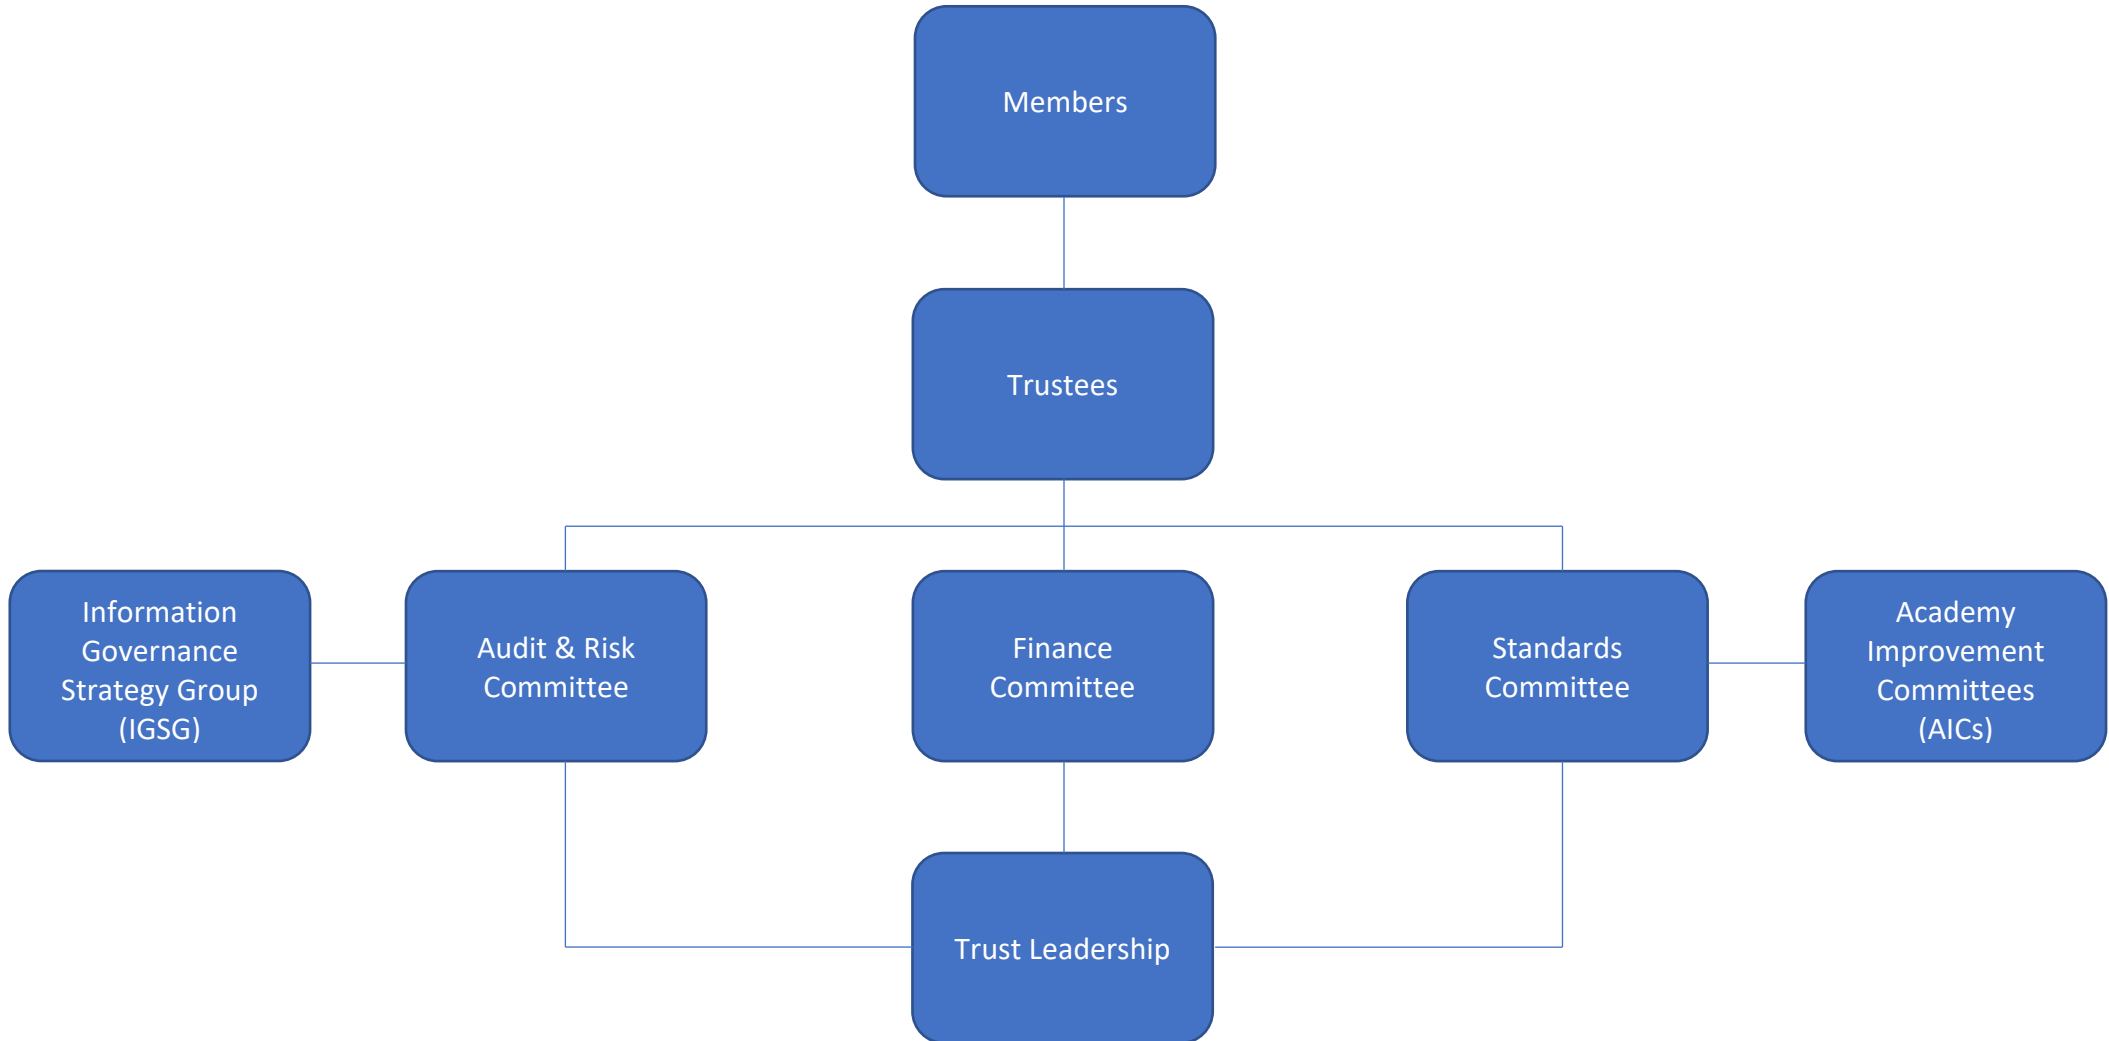 Members
Trustees
Information
Governance
Strategy Group
(IGSG)
Audit & Risk
Committee
Finance
Committee
Standards
Committee
Academy
Improvement
Committees
(AICs)
Trust Leadership